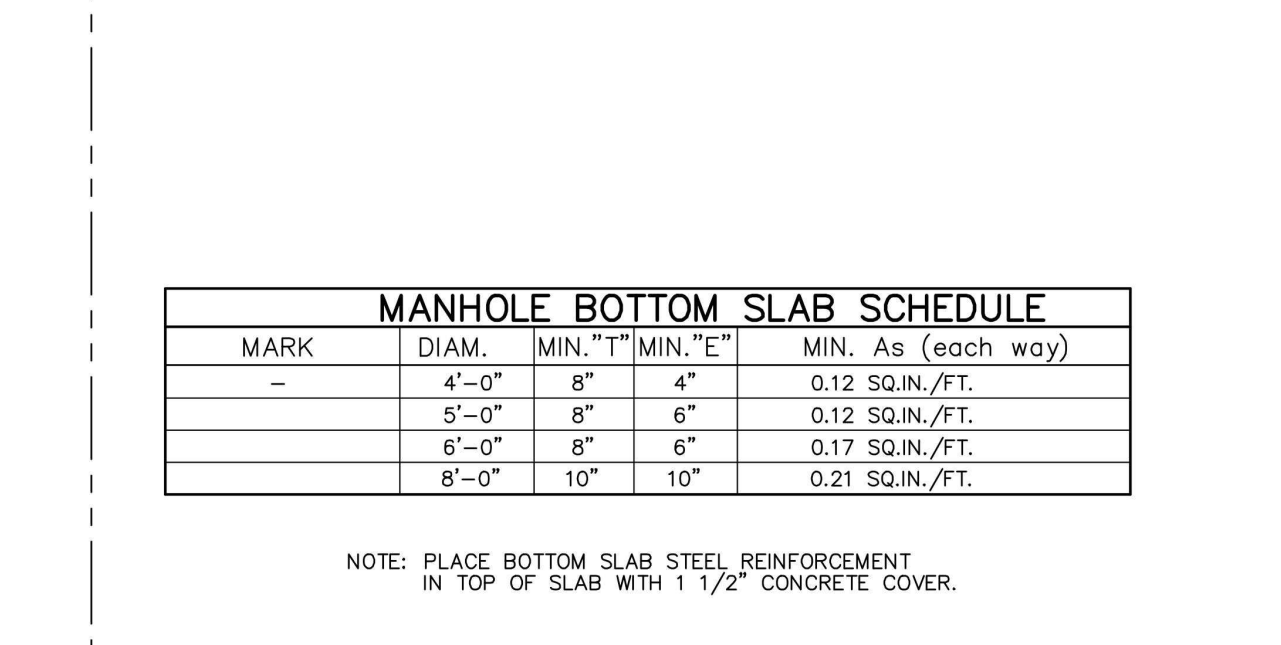 MANHOLE BOTTOM SLAB SCHEDULE
MARK DIAM. MIN."T" MIN."E" MIN. As (each way)
– 4'–0" 8" 4" 0.12 SQ.IN./FT.
5'–0" 8" 6" 0.12 SQ.IN./FT.
6'–0" 8" 6" 0.17 SQ.IN./FT.
8'–0" 10" 10" 0.21 SQ.IN./FT.
NOTE: PLACE BOTTOM SLAB STEEL REINFORCEMENT
IN TOP OF SLAB WITH 1 1/2" CONCRETE COVER.